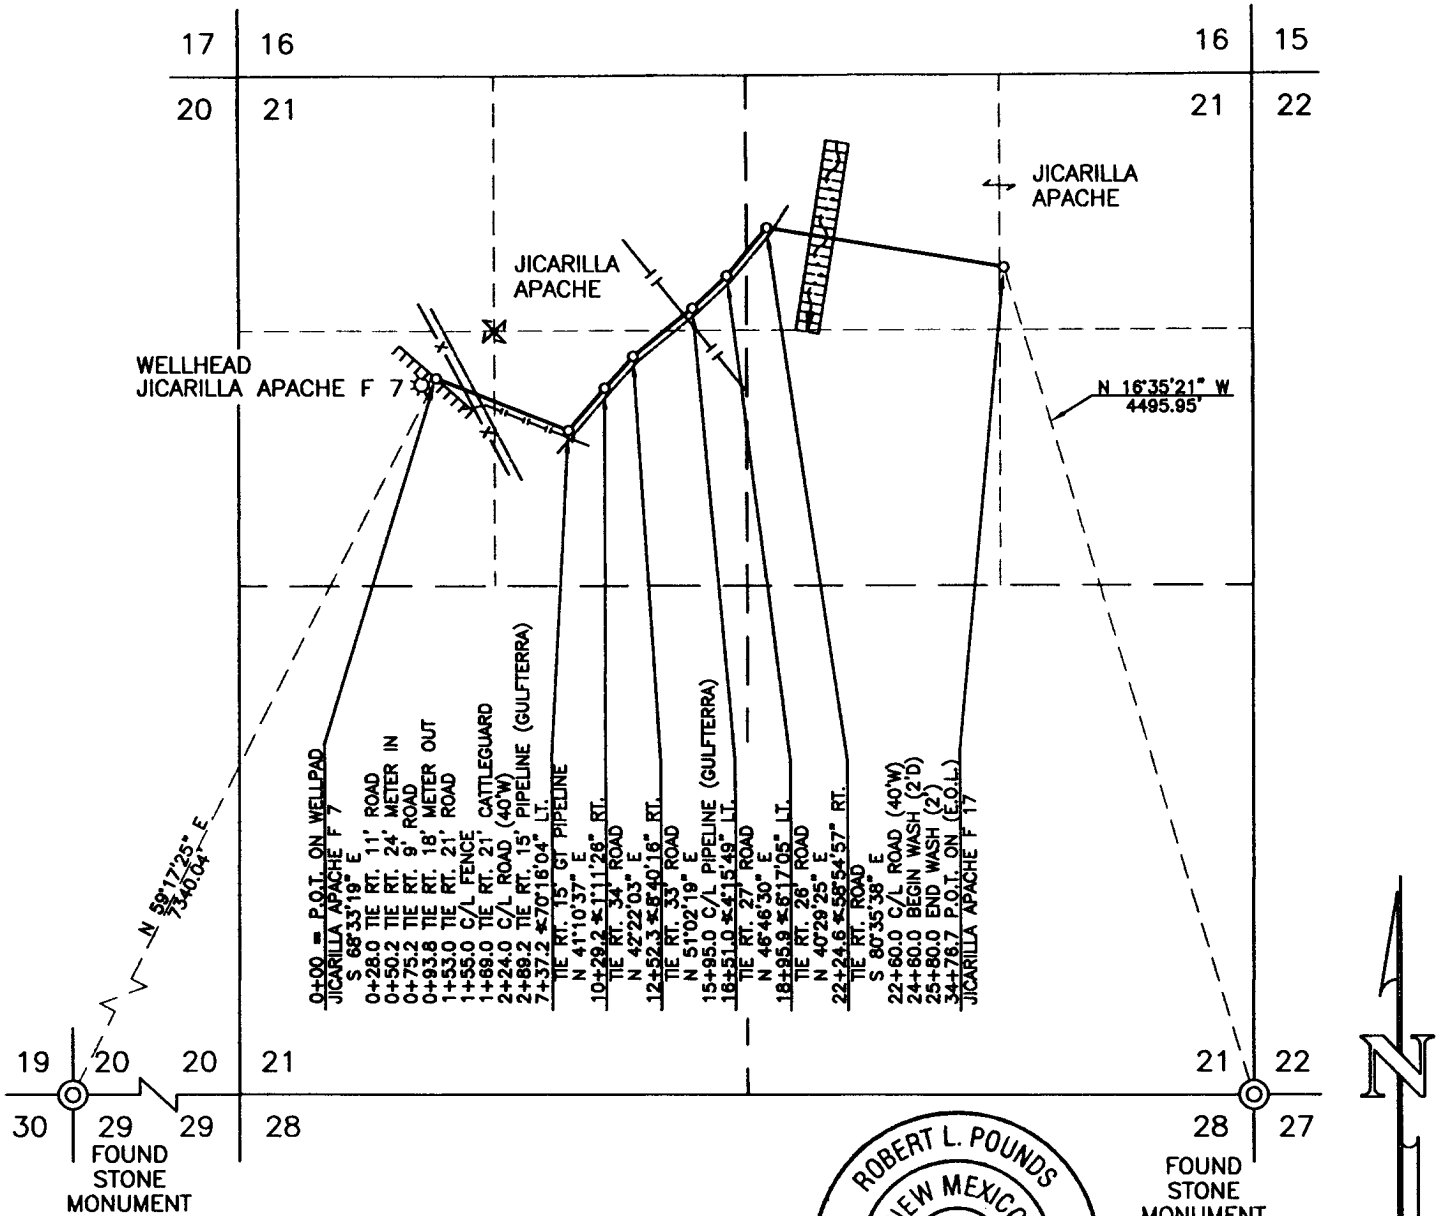 17 16
16 15
20 21
21 22
JICARILLA
APACHE
JICARILLA
APACHE
WELLHEAD
JICARILLA APACHE F 7
N 16°35'21" W
4495.95'
N 59°17'25" E
7340.04'
0+00 = P.O.T. ON WELLPAD
JICARILLA APACHE F 7
S 68°33'19" E
0+28.0 TIE RT. 11' ROAD
0+50.2 TIE RT. 24' METER IN
0+75.2 TIE RT. 9' ROAD
0+93.8 TIE RT. 18' METER OUT
1+53.0 TIE RT. 21' ROAD
1+55.0 C/L FENCE
1+69.0 TIE RT. 21' CATTLEGUARD
2+24.0 C/L ROAD (40'W)
2+89.2 TIE RT. 15' PIPELINE (GULFTERRA)
7+37.2 ∢70°16'04" LT.
TIE RT. 15' GT PIPELINE
N 41°10'37" E
10+29.2 ∢1°11'26" RT.
TIE RT. 34' ROAD
N 42°22'03" E
12+52.3 ∢8°40'16" RT.
TIE RT. 33' ROAD
N 51°02'19" E
15+95.0 C/L PIPELINE (GULFTERRA)
16+51.0 ∢4°15'49" LT.
TIE RT. 27' ROAD
N 46°46'30" E
18+95.9 ∢6°17'05" LT.
TIE RT. 26' ROAD
N 40°29'25" E
22+24.6 ∢58°54'57" RT.
TIE RT. ROAD
S 80°35'38" E
22+60.0 C/L ROAD (40'W)
24+60.0 BEGIN WASH (2'D)
25+80.0 END WASH (2')
34+76.7 P.O.T. ON (E.O.L.)
JICARILLA APACHE F 17
19 20 20 21
21 22
30 29 29 28
28 27
FOUND
STONE
MONUMENT
FOUND
STONE
MONUMENT
ROBERT L. POUNDS
NEW MEXICO
N